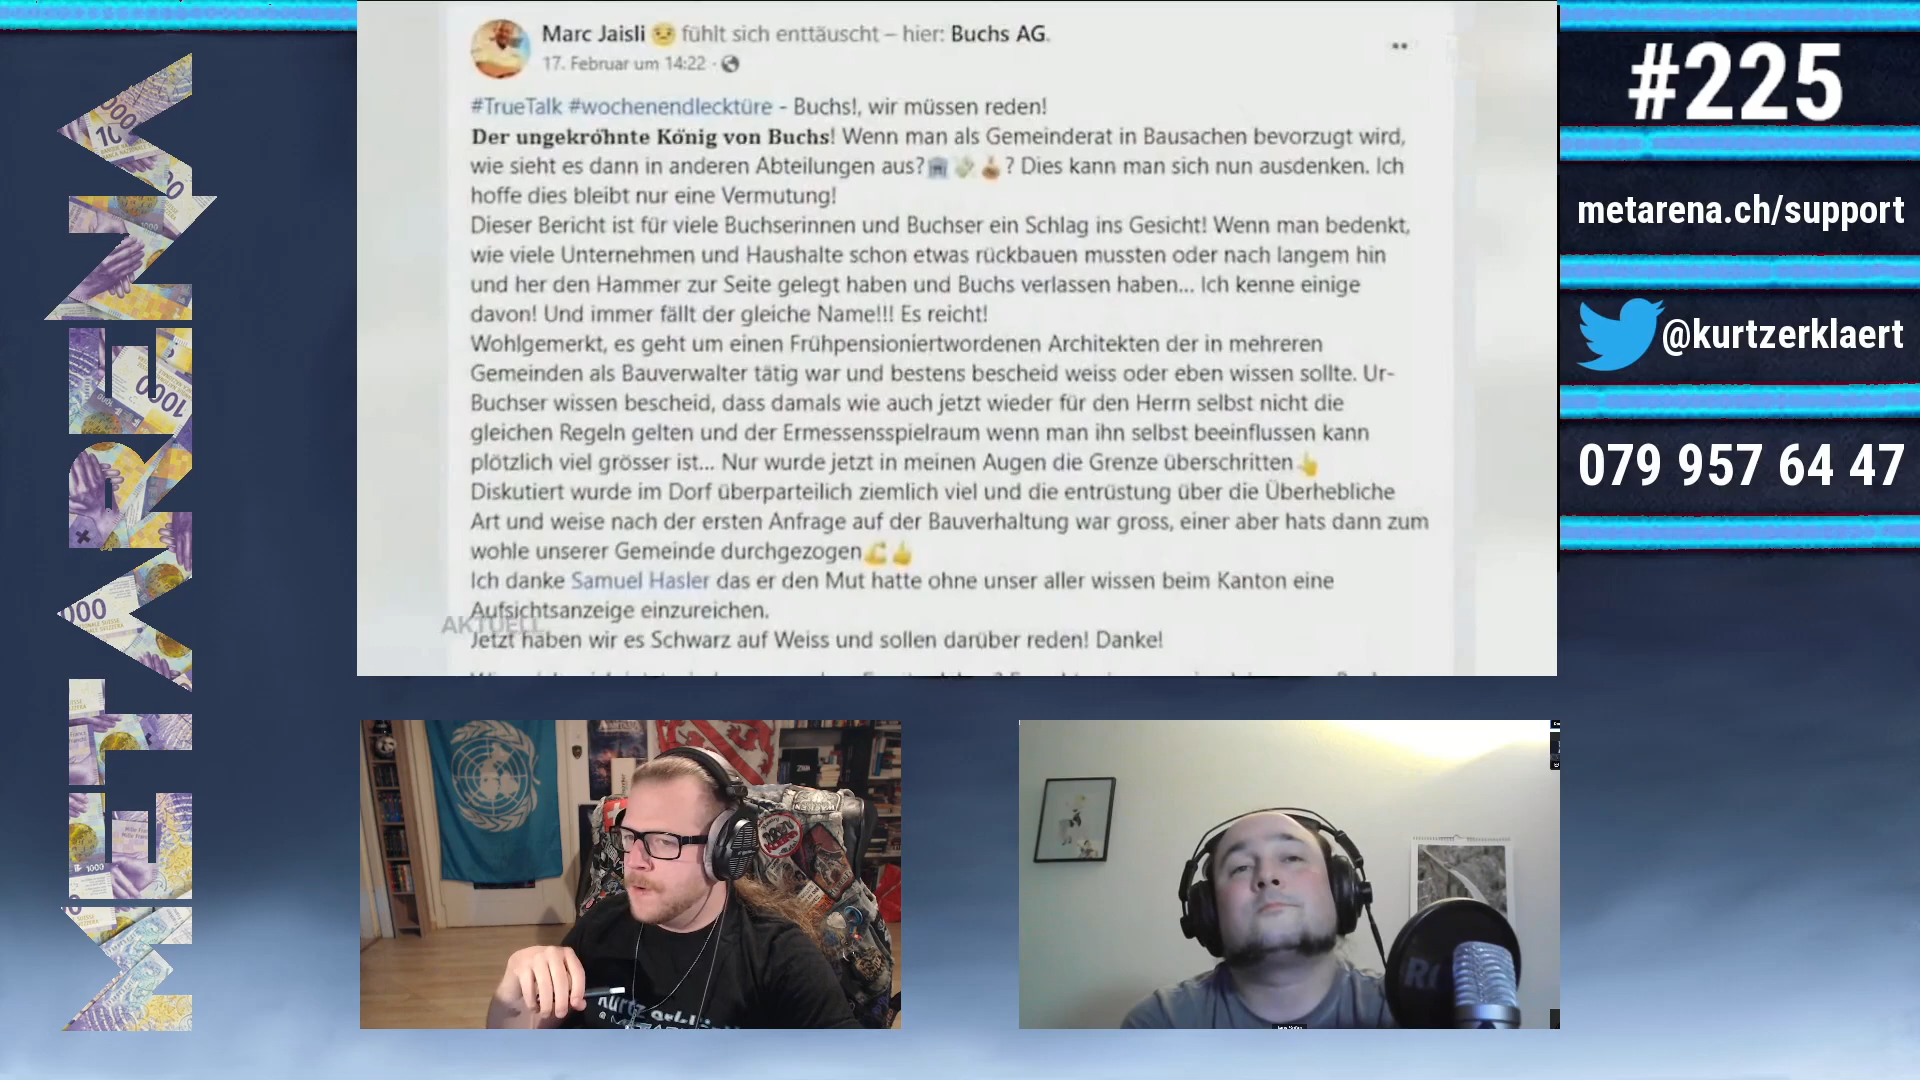 METARENA
Marc Jaisli 😟 fühlt sich enttäuscht – hier: Buchs AG.
17. Februar um 14:22 ·
#TrueTalk #wochenendlecktüre - Buchs!, wir müssen reden!
Der ungekröhnte König von Buchs! Wenn man als Gemeinderat in Bausachen bevorzugt wird,
wie sieht es dann in anderen Abteilungen aus? ? Dies kann man sich nun ausdenken. Ich
hoffe dies bleibt nur eine Vermutung!
Dieser Bericht ist für viele Buchserinnen und Buchser ein Schlag ins Gesicht! Wenn man bedenkt,
wie viele Unternehmen und Haushalte schon etwas rückbauen mussten oder nach langem hin
und her den Hammer zur Seite gelegt haben und Buchs verlassen haben... Ich kenne einige
davon! Und immer fällt der gleiche Name!!! Es reicht!
Wohlgemerkt, es geht um einen Frühpensioniertwordenen Architekten der in mehreren
Gemeinden als Bauverwalter tätig war und bestens bescheid weiss oder eben wissen sollte. Ur-
Buchser wissen bescheid, dass damals wie auch jetzt wieder für den Herrn selbst nicht die
gleichen Regeln gelten und der Ermessensspielraum wenn man ihn selbst beeinflussen kann
plötzlich viel grösser ist... Nur wurde jetzt in meinen Augen die Grenze überschritten
Diskutiert wurde im Dorf überparteilich ziemlich viel und die entrüstung über die Überhebliche
Art und weise nach der ersten Anfrage auf der Bauverhaltung war gross, einer aber hats dann zum
wohle unserer Gemeinde durchgezogen
Ich danke Samuel Hasler das er den Mut hatte ohne unser aller wissen beim Kanton eine
Aufsichtsanzeige einzureichen.
AKTUELL
Jetzt haben wir es Schwarz auf Weiss und sollen darüber reden! Danke!
#225
metarena.ch/support
@kurtzerklaert
079 957 64 47